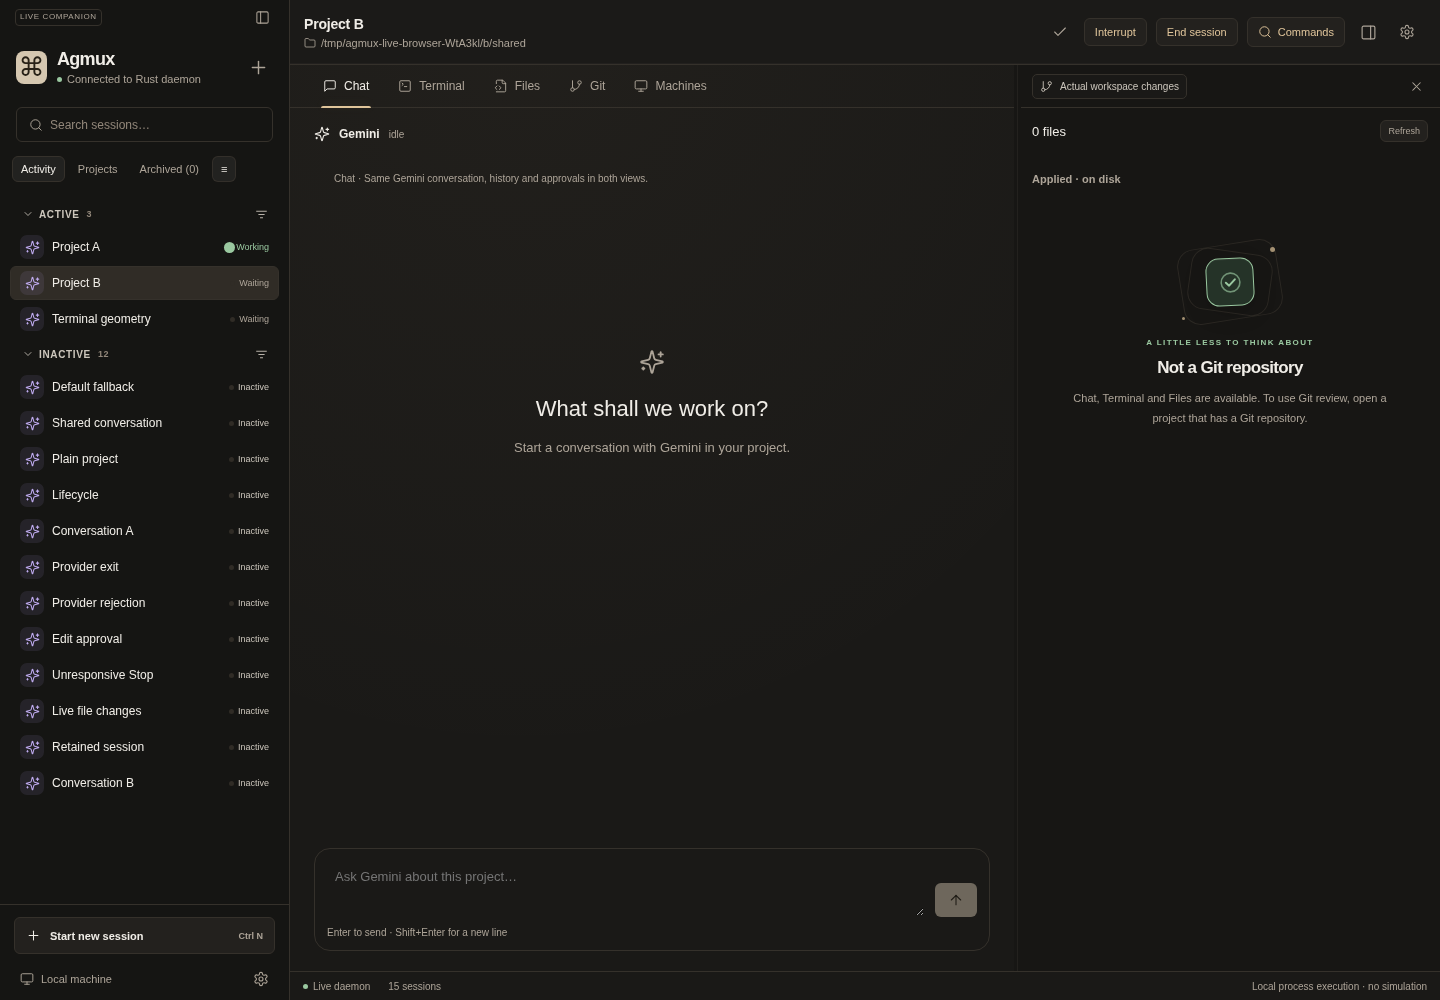 LIVE COMPANION
Agmux
Connected to Rust daemon
Search sessions…
Activity Projects Archived (0) ≡
ACTIVE 3
Project A Working
Project B Waiting
Terminal geometry Waiting
INACTIVE 12
Default fallback Inactive
Shared conversation Inactive
Plain project Inactive
Lifecycle Inactive
Conversation A Inactive
Provider exit Inactive
Provider rejection Inactive
Edit approval Inactive
Unresponsive Stop Inactive
Live file changes Inactive
Retained session Inactive
Conversation B Inactive
Start new session Ctrl N
Local machine
Project B
/tmp/agmux-live-browser-WtA3kl/b/shared
Interrupt End session Commands
Chat Terminal Files Git Machines
Gemini idle
Chat · Same Gemini conversation, history and approvals in both views.
What shall we work on?
Start a conversation with Gemini in your project.
Ask Gemini about this project…
Enter to send · Shift+Enter for a new line
Actual workspace changes
0 files Refresh
Applied · on disk
A LITTLE LESS TO THINK ABOUT
Not a Git repository
Chat, Terminal and Files are available. To use Git review, open a
project that has a Git repository.
Live daemon 15 sessions
Local process execution · no simulation